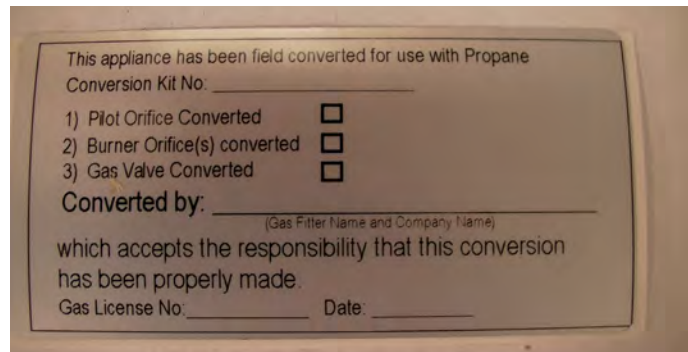 This appliance has been field converted for use with Propane
Conversion Kit No:
1) Pilot Orifice Converted
2) Burner Orifice(s) converted
3) Gas Valve Converted
Converted by:
(Gas Fitter Name and Company Name)
which accepts the responsibility that this conversion
has been properly made.
Gas License No: Date: